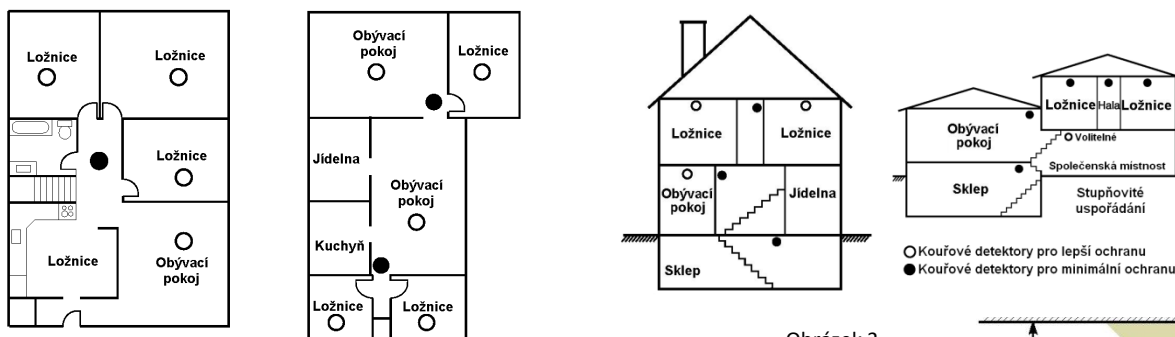 Ložnice
Ložnice
Ložnice
Ložnice
Obývací
pokoj
Obývací
pokoj
Ložnice
Jídelna
Obývací
pokoj
Kuchyň
Ložnice
Ložnice
Ložnice
Ložnice
Obývací
pokoj
Jídelna
Sklep
Ložnice
Hala
Ložnice
Obývací
pokoj
Volitelné
Společenská místnost
Sklep
Stupňovité
uspořádání
Kouřové detektory pro lepší ochranu
Kouřové detektory pro minimální ochranu